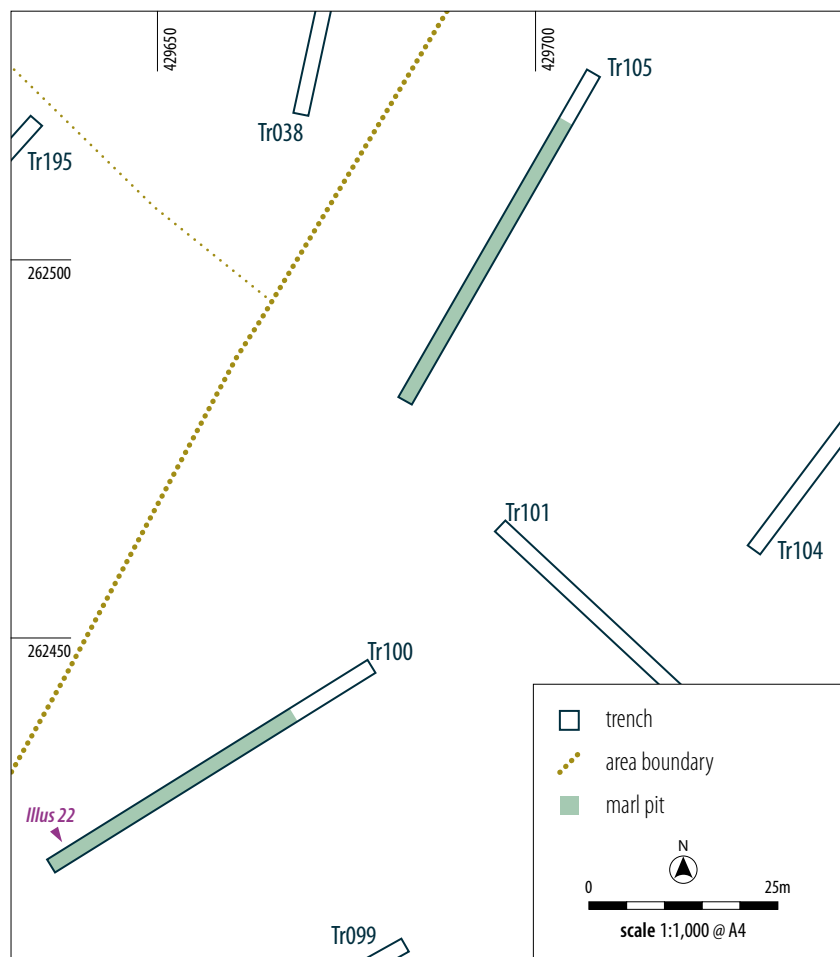 429650
429700
Tr105
Tr038
Tr195
262500
Tr101
Tr104
262450
Tr100
Illus 22
Tr099
trench
area boundary
marl pit
N
0 25m
scale 1:1,000 @ A4